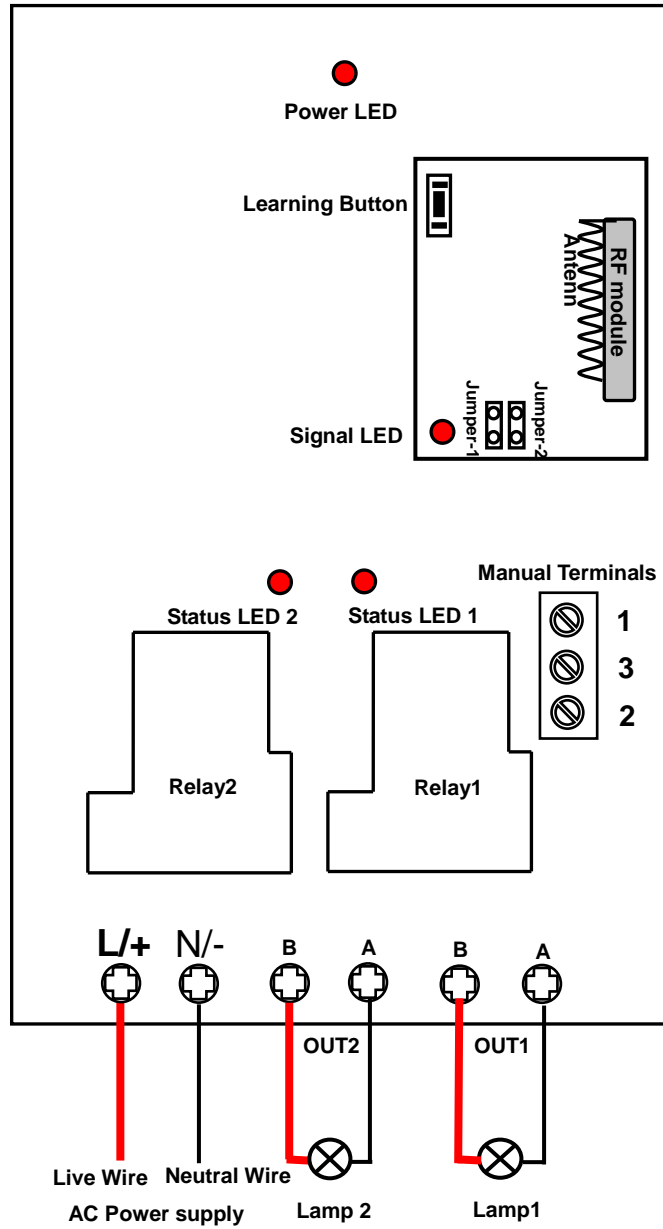 Power LED
Learning Button
RF module
Antenn
Jumper-1
Jumper-2
Signal LED
Manual Terminals
Status LED 2
Status LED 1
1
3
2
Relay2
Relay1
L/+
N/-
B
A
B
A
OUT2
OUT1
Live Wire
Neutral Wire
AC Power supply
Lamp 2
Lamp1